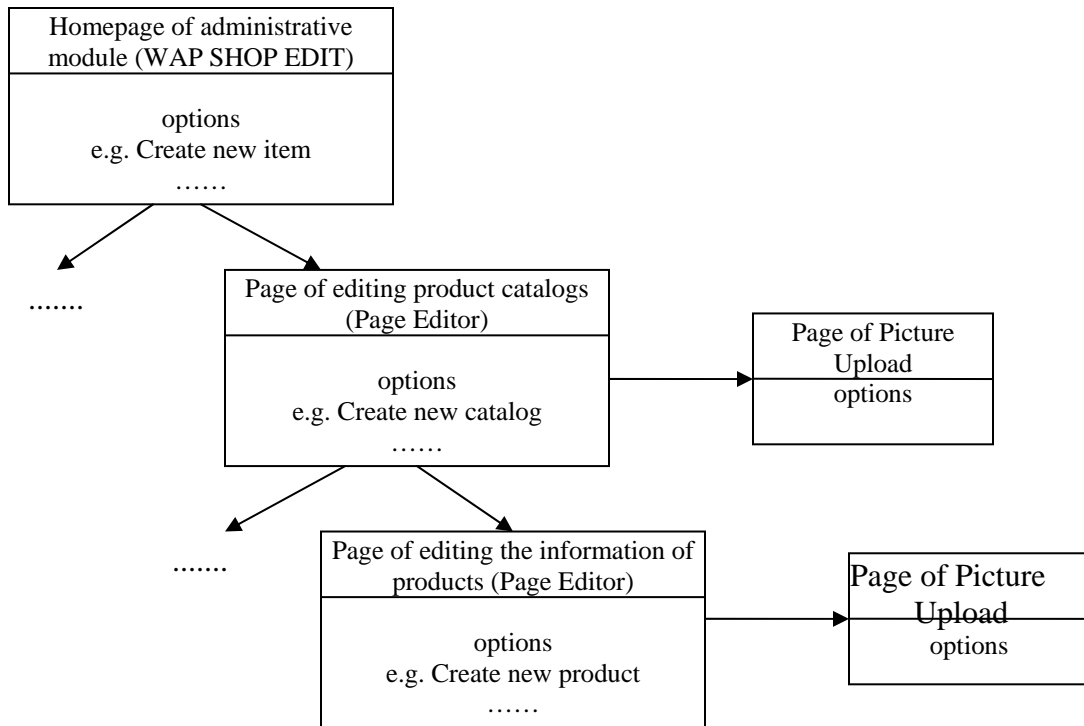 Homepage of administrative
module (WAP SHOP EDIT)
options
e.g. Create new item
……
.......
Page of editing product catalogs
(Page Editor)
options
e.g. Create new catalog
……
Page of Picture
Upload
options
.......
Page of editing the information of
products (Page Editor)
options
e.g. Create new product
……
Page of Picture
Upload
options